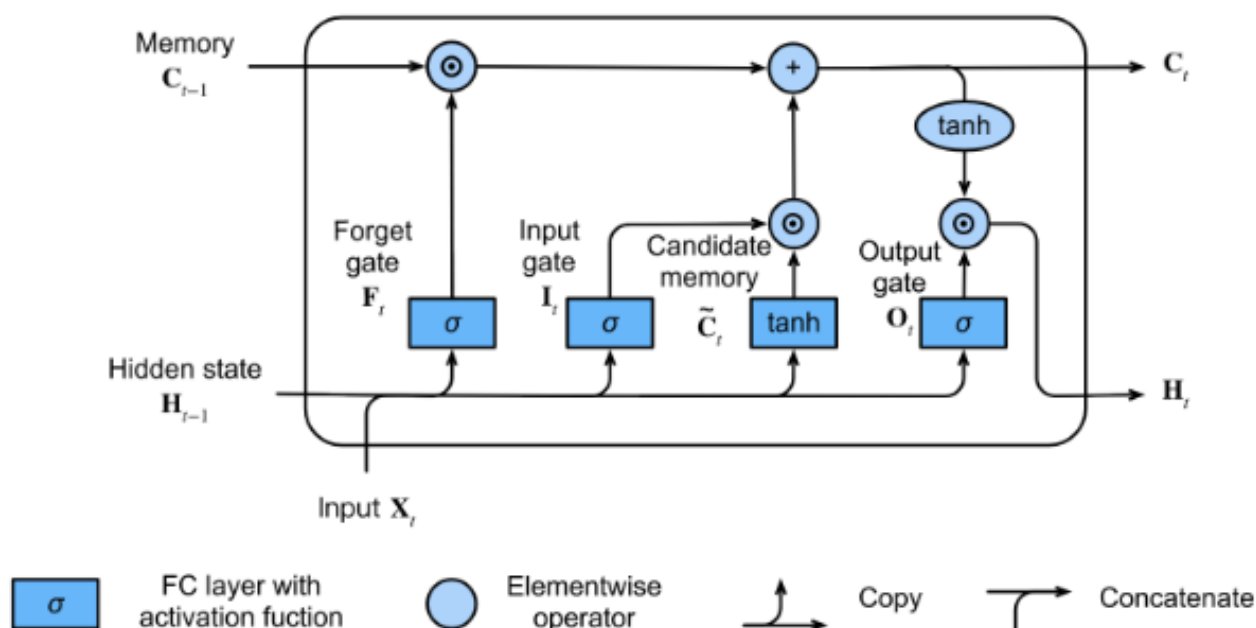 Memory
C_{t-1}
⊙
+
C_t
tanh
Forget
gate
F_t
Input
gate
I_t
Candidate
memory
C̃_t
⊙
Output
gate
O_t
⊙
σ
σ
tanh
σ
Hidden state
H_{t-1}
H_t
Input X_t
σ
FC layer with
activation fuction
Elementwise
operator
Copy
Concatenate